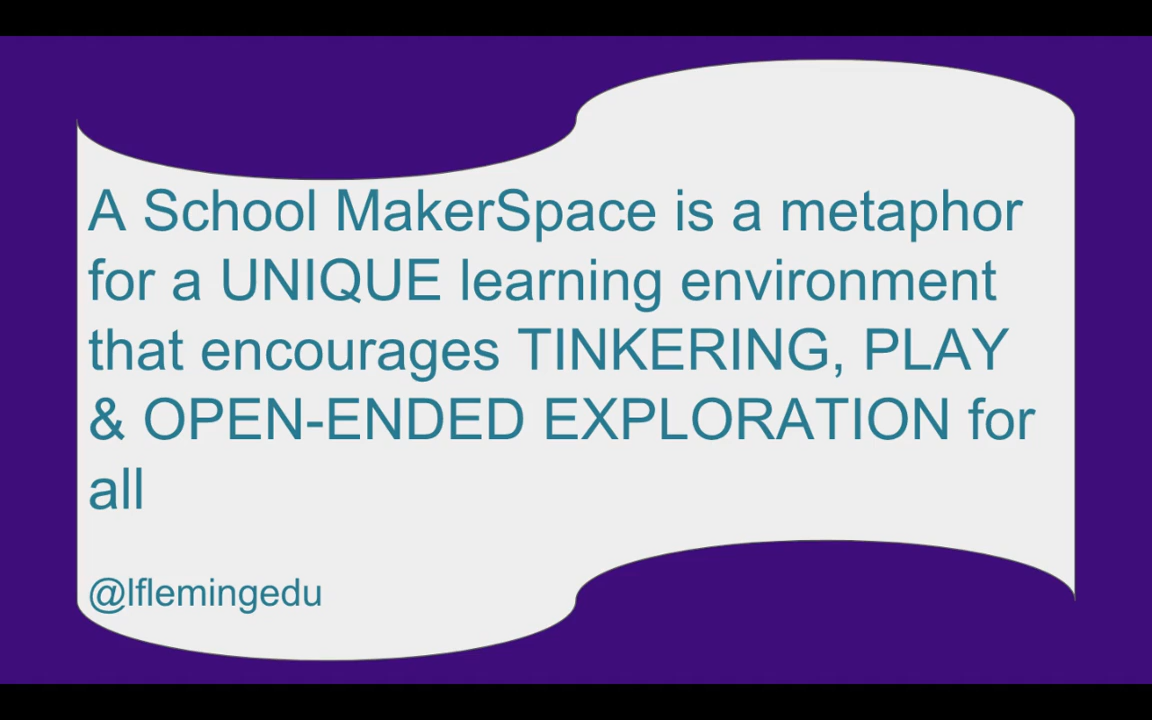 A School MakerSpace is a metaphor
for a UNIQUE learning environment
that encourages TINKERING, PLAY
& OPEN-ENDED EXPLORATION for
all
@lflemingedu